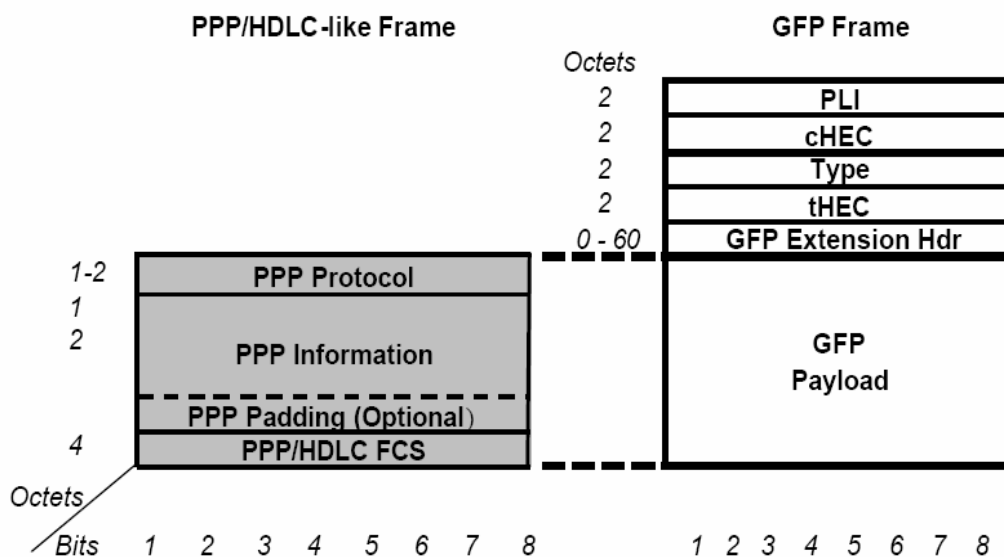 PPP/HDLC-like Frame
GFP Frame
Octets
2 PLI
2 cHEC
2 Type
2 tHEC
0 - 60 GFP Extension Hdr
1-2 PPP Protocol
1
2
PPP Information
GFP
Payload
PPP Padding (Optional)
4 PPP/HDLC FCS
Octets
Bits 1 2 3 4 5 6 7 8
1 2 3 4 5 6 7 8